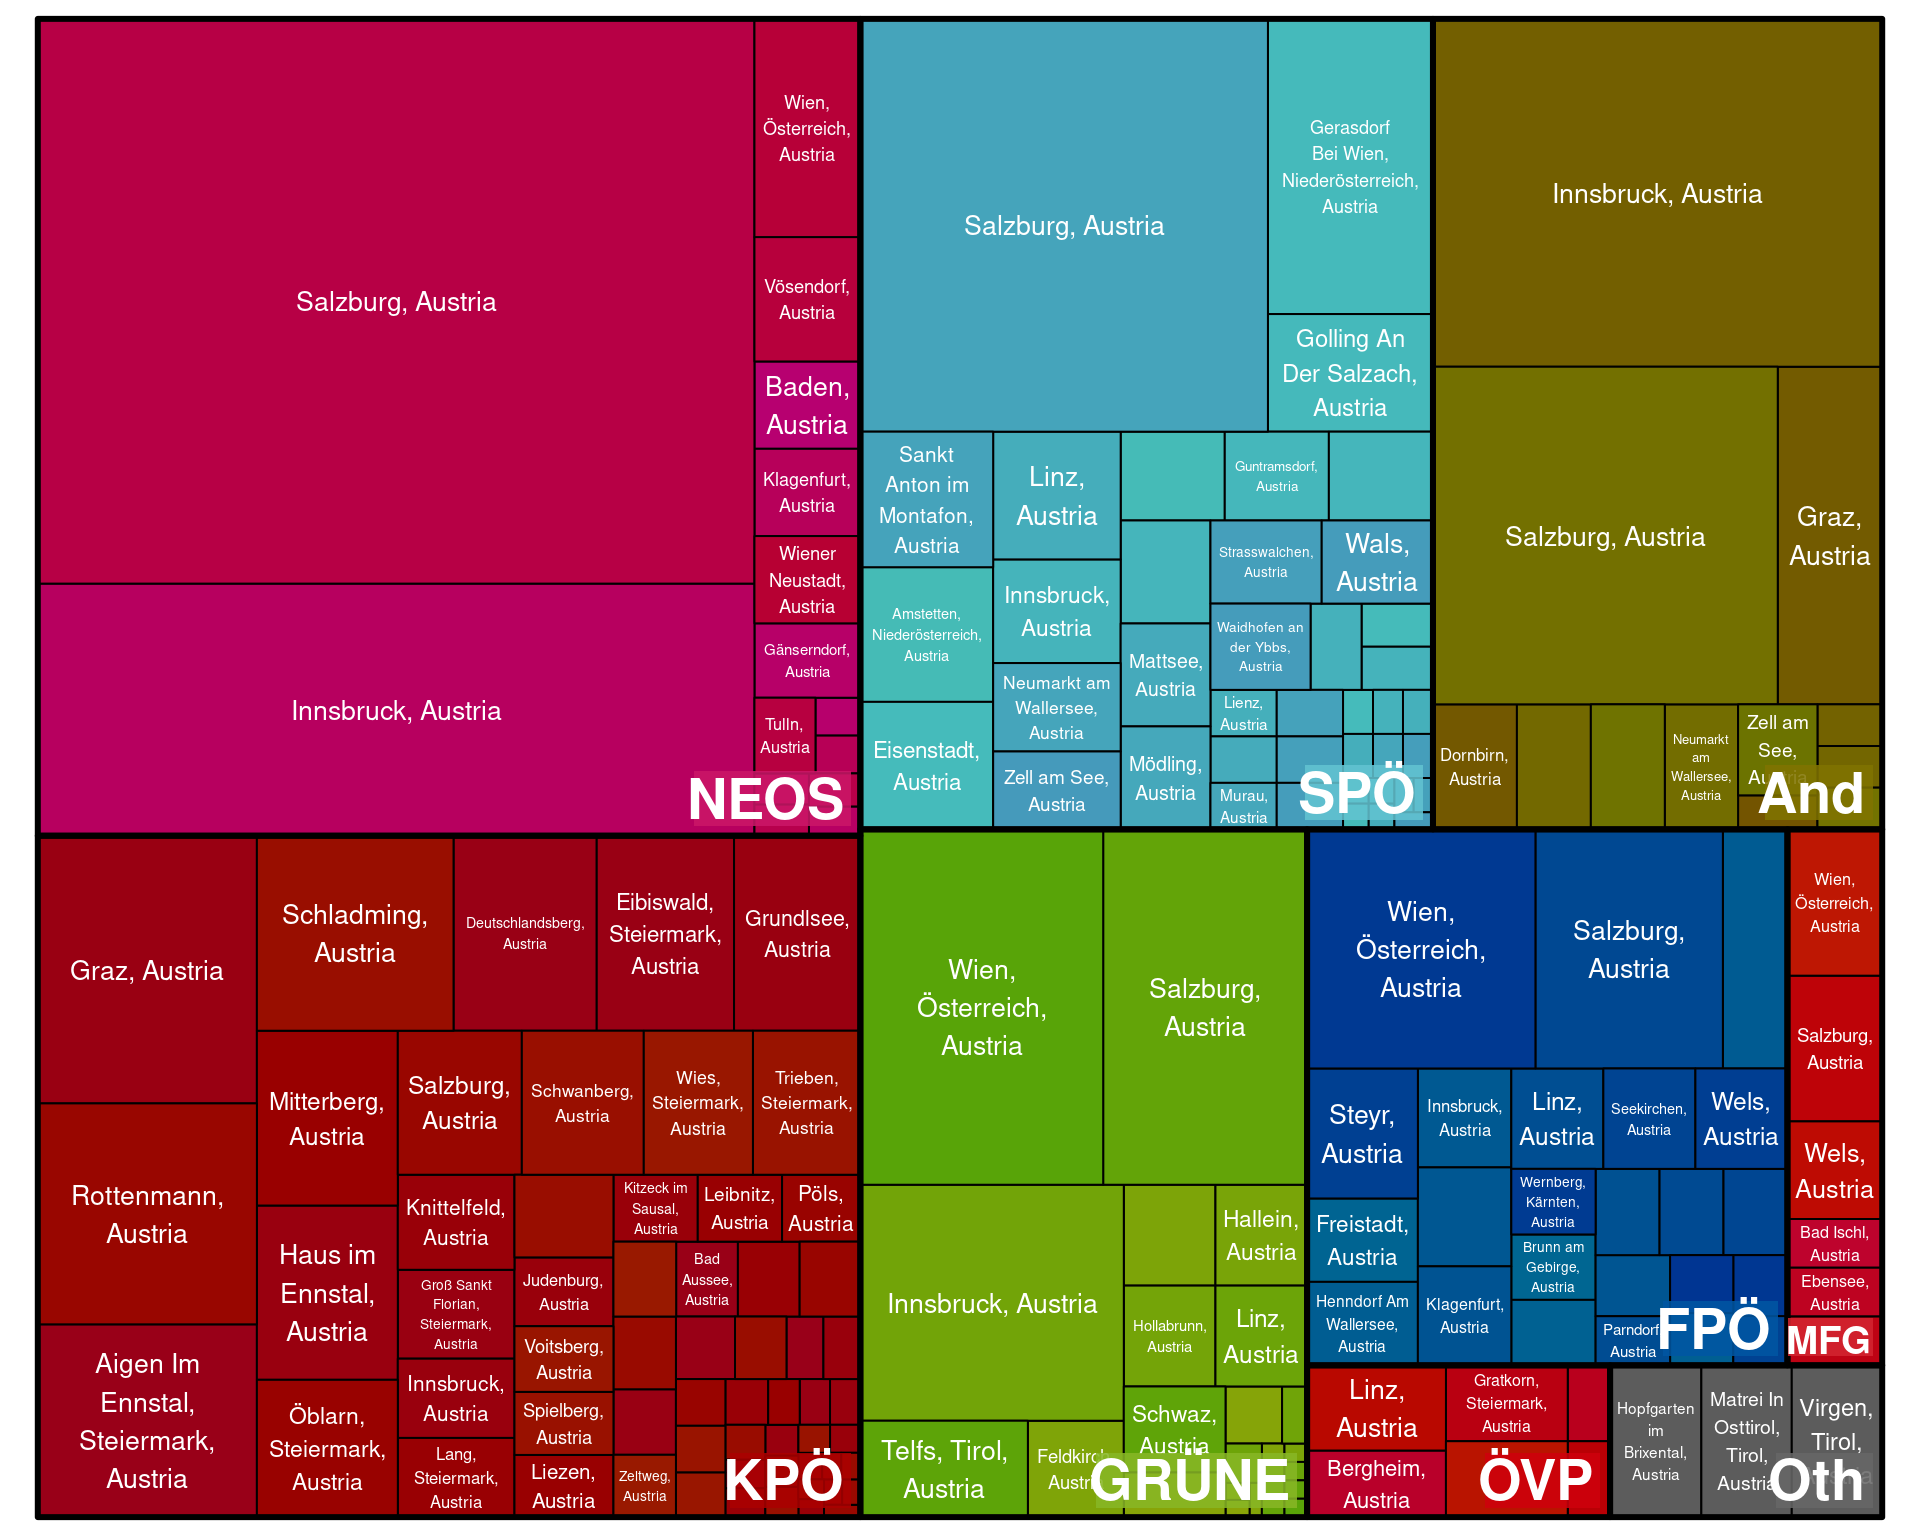 Salzburg, Austria
Innsbruck, Austria
Wien,
Österreich,
Austria
Vösendorf,
Austria
Baden,
Austria
Klagenfurt,
Austria
Wiener
Neustadt,
Austria
Gänserndorf,
Austria
Tulln,
Austria
NEOS
Salzburg, Austria
Gerasdorf
Bei Wien,
Niederösterreich,
Austria
Golling An
Der Salzach,
Austria
Sankt
Anton im
Montafon,
Austria
Amstetten,
Niederösterreich,
Austria
Eisenstadt,
Austria
Linz,
Austria
Innsbruck,
Austria
Neumarkt am
Wallersee,
Austria
Zell am See,
Austria
Guntramsdorf,
Austria
Mattsee,
Austria
Mödling,
Austria
Strasswalchen,
Austria
Wals,
Austria
Waidhofen an
der Ybbs,
Austria
Lienz,
Austria
Murau,
Austria
SPÖ
Innsbruck, Austria
Salzburg, Austria
Graz,
Austria
Dornbirn,
Austria
Neumarkt
am
Wallersee,
Austria
Zell am
See,
Austria
And
Graz, Austria
Rottenmann,
Austria
Aigen Im
Ennstal,
Steiermark,
Austria
Schladming,
Austria
Deutschlandsberg,
Austria
Eibiswald,
Steiermark,
Austria
Grundlsee,
Austria
Mitterberg,
Austria
Haus im
Ennstal,
Austria
Öblarn,
Steiermark,
Austria
Salzburg,
Austria
Schwanberg,
Austria
Wies,
Steiermark,
Austria
Trieben,
Steiermark,
Austria
Knittelfeld,
Austria
Groß Sankt
Florian,
Steiermark,
Austria
Innsbruck,
Austria
Lang,
Steiermark,
Austria
Judenburg,
Austria
Voitsberg,
Austria
Spielberg,
Austria
Liezen,
Austria
Kitzeck im
Sausal,
Austria
Leibnitz,
Austria
Pöls,
Austria
Bad
Aussee,
Austria
Zeltweg,
Austria
KPÖ
Wien,
Österreich,
Austria
Salzburg,
Austria
Innsbruck, Austria
Telfs, Tirol,
Austria
Feldkirch,
Austria
Hallein,
Austria
Hollabrunn,
Austria
Linz,
Austria
Schwaz,
Austria
GRÜNE
Wien,
Österreich,
Austria
Salzburg,
Austria
Steyr,
Austria
Freistadt,
Austria
Henndorf Am
Wallersee,
Austria
Innsbruck,
Austria
Klagenfurt,
Austria
Linz,
Austria
Seekirchen,
Austria
Wels,
Austria
Wernberg,
Kärnten,
Austria
Brunn am
Gebirge,
Austria
Parndorf,
Austria
FPÖ
Wien,
Österreich,
Austria
Salzburg,
Austria
Wels,
Austria
Bad Ischl,
Austria
Ebensee,
Austria
MFG
Linz,
Austria
Bergheim,
Austria
Gratkorn,
Steiermark,
Austria
ÖVP
Hopfgarten
im
Brixental,
Austria
Matrei In
Osttirol,
Tirol,
Austria
Virgen,
Tirol,
Austria
Oth